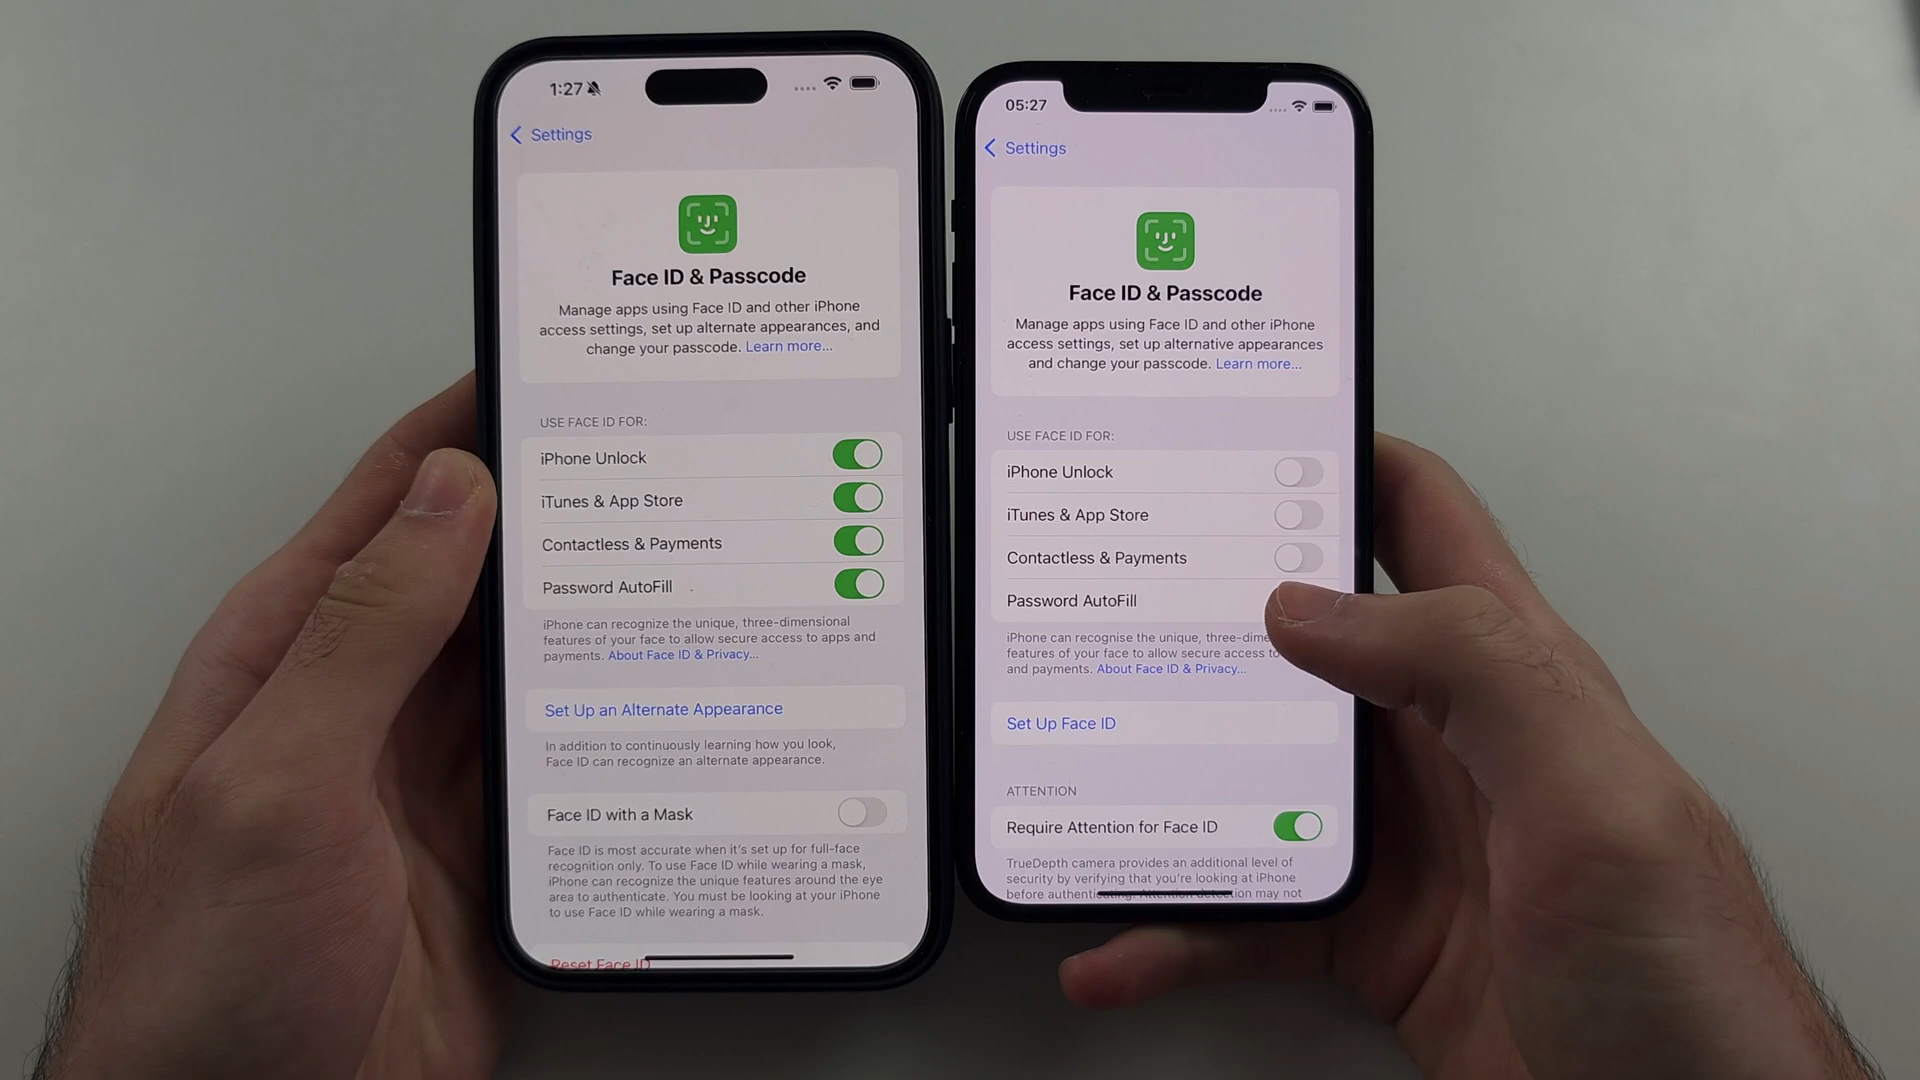 1:27
Settings
Face ID & Passcode
Manage apps using Face ID and other iPhone
access settings, set up alternate appearances, and
change your passcode. Learn more...
USE FACE ID FOR:
iPhone Unlock
iTunes & App Store
Contactless & Payments
Password AutoFill
iPhone can recognize the unique, three-dimensional
features of your face to allow secure access to apps and
payments. About Face ID & Privacy...
Set Up an Alternate Appearance
In addition to continuously learning how you look,
Face ID can recognize an alternate appearance.
Face ID with a Mask
Face ID is most accurate when it's set up for full-face
recognition only. To use Face ID while wearing a mask,
iPhone can recognize the unique features around the eye
area to authenticate. You must be looking at your iPhone
to use Face ID while wearing a mask.
Reset Face ID
05:27
Settings
Face ID & Passcode
Manage apps using Face ID and other iPhone
access settings, set up alternative appearances
and change your passcode. Learn more...
USE FACE ID FOR:
iPhone Unlock
iTunes & App Store
Contactless & Payments
Password AutoFill
iPhone can recognise the unique, three-dime
features of your face to allow secure access to
and payments. About Face ID & Privacy...
Set Up Face ID
ATTENTION
Require Attention for Face ID
TrueDepth camera provides an additional level of
security by verifying that you're looking at iPhone
before authenticating. Attention detection may not